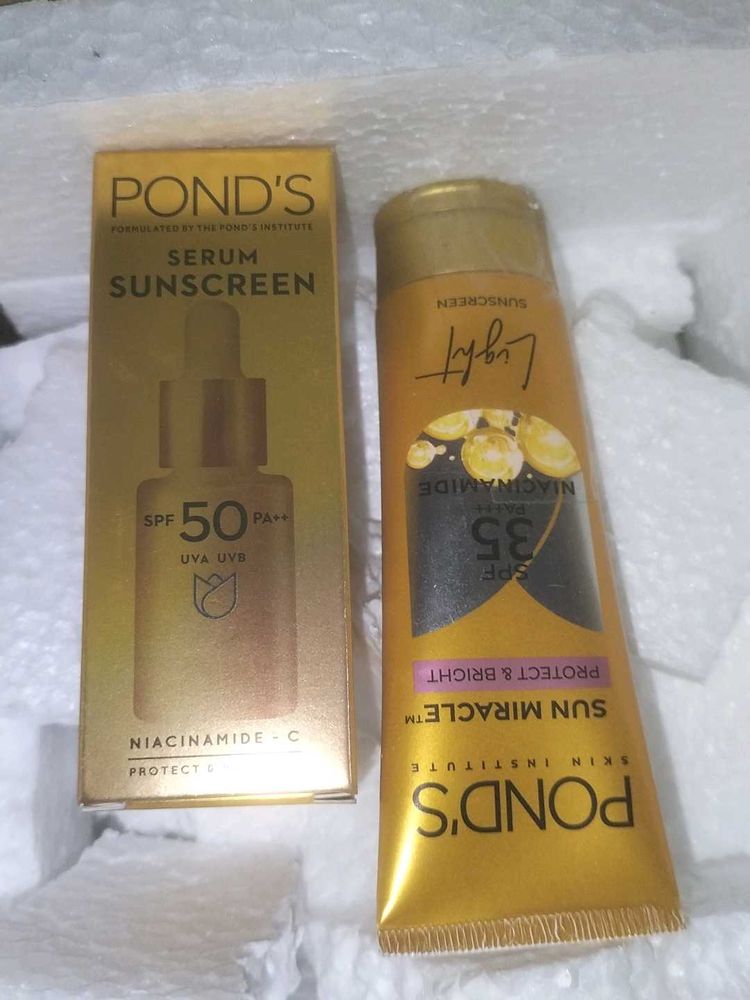 POND'S
FORMULATED BY THE POND'S INSTITUTE
SERUM
SUNSCREEN
SPF 50 PA++
UVA UVB
NIACINAMIDE - C
PROTECT &
POND'S
SKIN INSTITUTE
SUN MIRACLE™
PROTECT & BRIGHT
SPF
35
PA+++
NIACINAMIDE
Light
SUNSCREEN